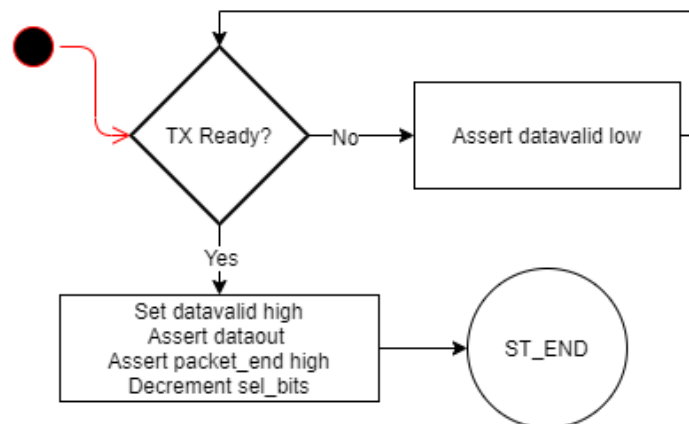 TX Ready?
No
Assert datavalid low
Yes
Set datavalid high
Assert dataout
Assert packet_end high
Decrement sel_bits
ST_END